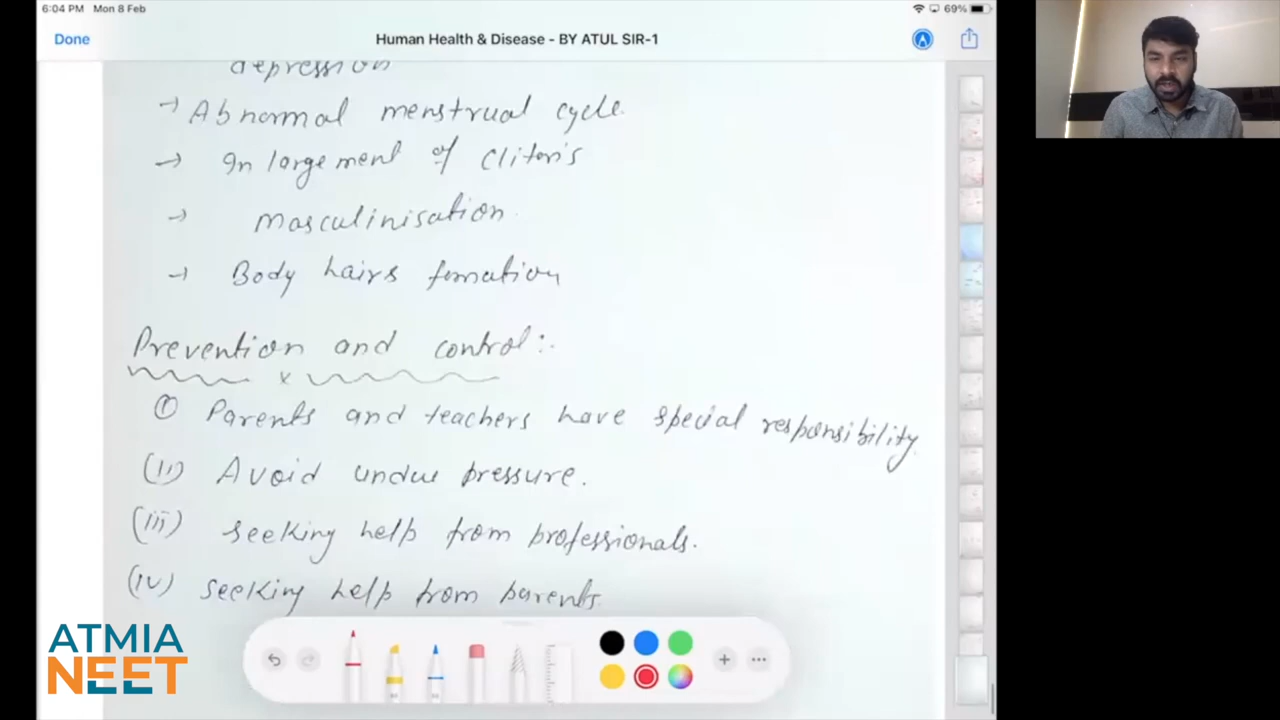 6:04 PM Mon 8 Feb
69%
Done
Human Health & Disease - BY ATUL SIR-1
depression
→ Abnormal menstrual cycle.
→ Inlargement of clitoris
→ masculinisation
→ Body hairs formation
Prevention and control:-
① Parents and teachers have special responsibility.
(ii) Avoid undue pressure.
(iii) seeking help from professionals.
(iv) seeking help from parents.
ATMIA
NEET